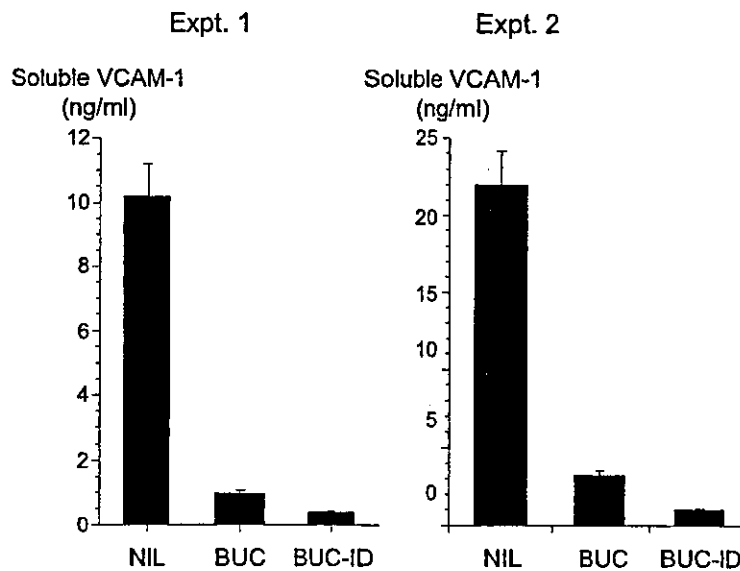 Expt. 1
Soluble VCAM-1
(ng/ml)
12
10
8
6
4
2
0
NIL BUC BUC-ID
Expt. 2
Soluble VCAM-1
(ng/ml)
25
20
15
10
5
0
NIL BUC BUC-ID